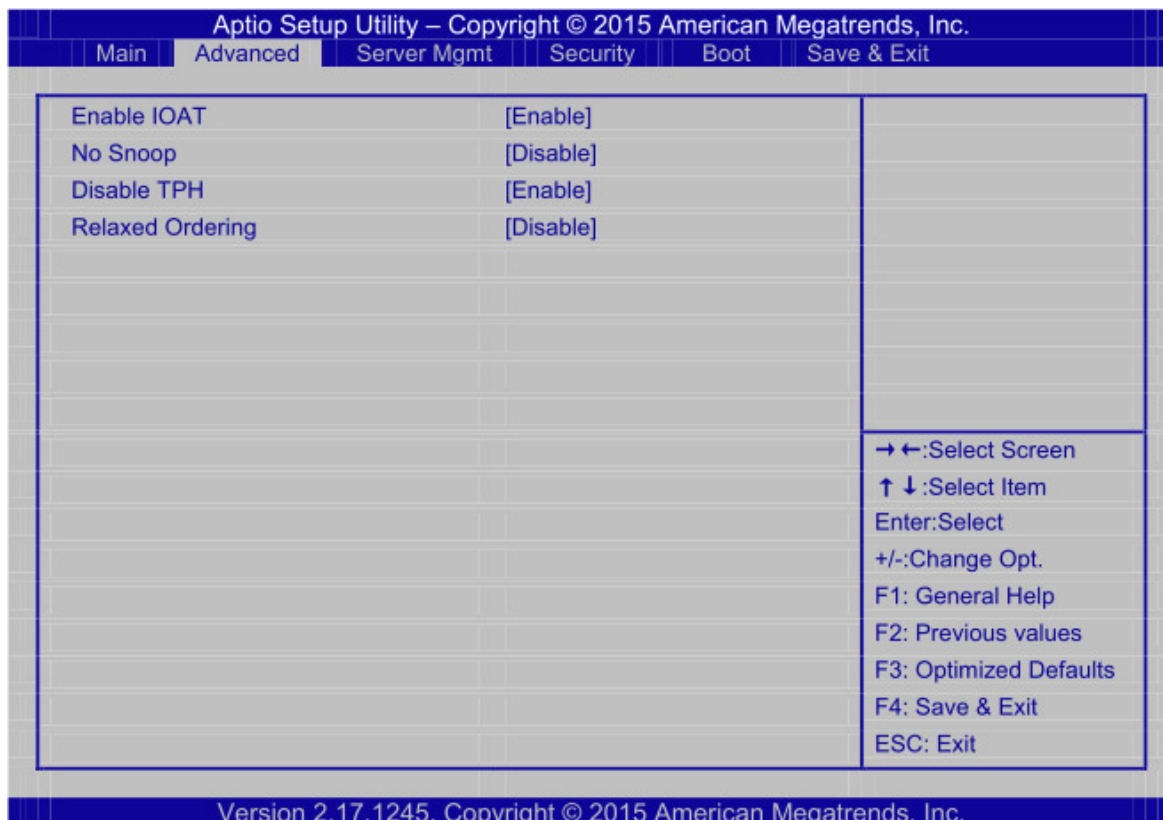 Aptio Setup Utility – Copyright © 2015 American Megatrends, Inc.
Main Advanced Server Mgmt Security Boot Save & Exit
Enable IOAT [Enable]
No Snoop [Disable]
Disable TPH [Enable]
Relaxed Ordering [Disable]
→ ←:Select Screen
↑ ↓ :Select Item
Enter:Select
+/-:Change Opt.
F1: General Help
F2: Previous values
F3: Optimized Defaults
F4: Save & Exit
ESC: Exit
Version 2.17.1245. Copyright © 2015 American Megatrends, Inc.